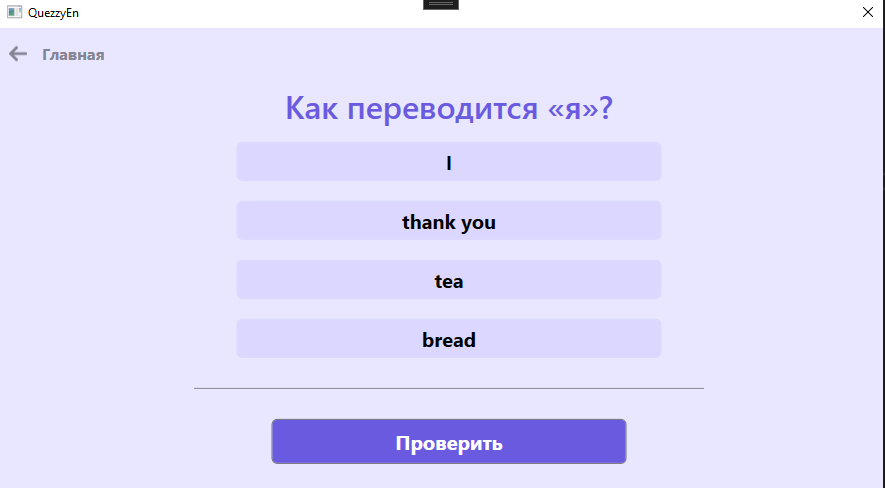 QuezzyEn
Главная
Как переводится «я»?
I
thank you
tea
bread
Проверить